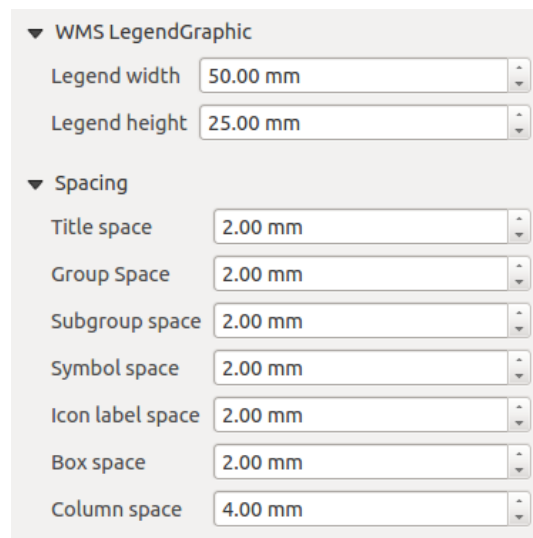 WMS LegendGraphic
Legend width 50.00 mm
Legend height 25.00 mm
Spacing
Title space 2.00 mm
Group Space 2.00 mm
Subgroup space 2.00 mm
Symbol space 2.00 mm
Icon label space 2.00 mm
Box space 2.00 mm
Column space 4.00 mm